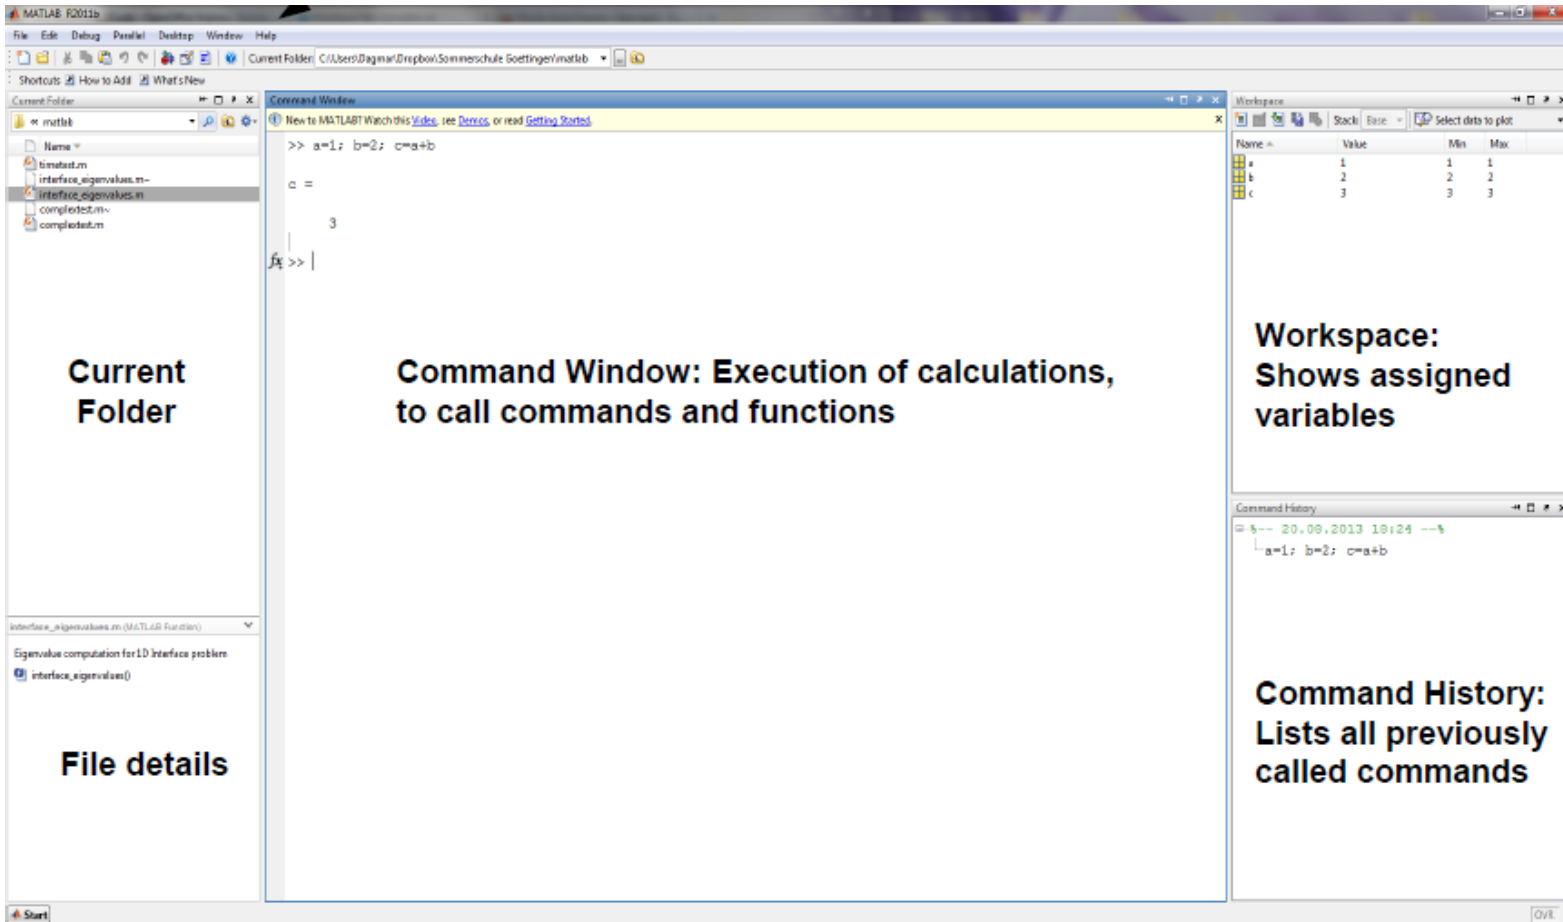 MATLAB R2011b
File Edit Debug Parallel Desktop Window Help
Current Folder: C:\Users\Dagmar\Dropbox\Sommerschule Goettingen\matlab
Shortcuts How to Add What's New
Current Folder
« matlab
Name
timetest.m
interface_eigenvalues.m~
interface_eigenvalues.m
complextest.m~
complextest.m
Current
Folder
interface_eigenvalues.m (MATLAB Function)
Eigenvalue computation for 1D Interface problem
interface_eigenvalues()
File details
Command Window
New to MATLAB? Watch this Video, see Demos, or read Getting Started.
>> a=1; b=2; c=a+b
c =
3
fx >>
Command Window: Execution of calculations,
to call commands and functions
Workspace
Stack: Base Select data to plot
Name Value Min Max
a 1 1 1
b 2 2 2
c 3 3 3
Workspace:
Shows assigned
variables
Command History
%-- 20.08.2013 18:24 --%
a=1; b=2; c=a+b
Command History:
Lists all previously
called commands
Start
OVR